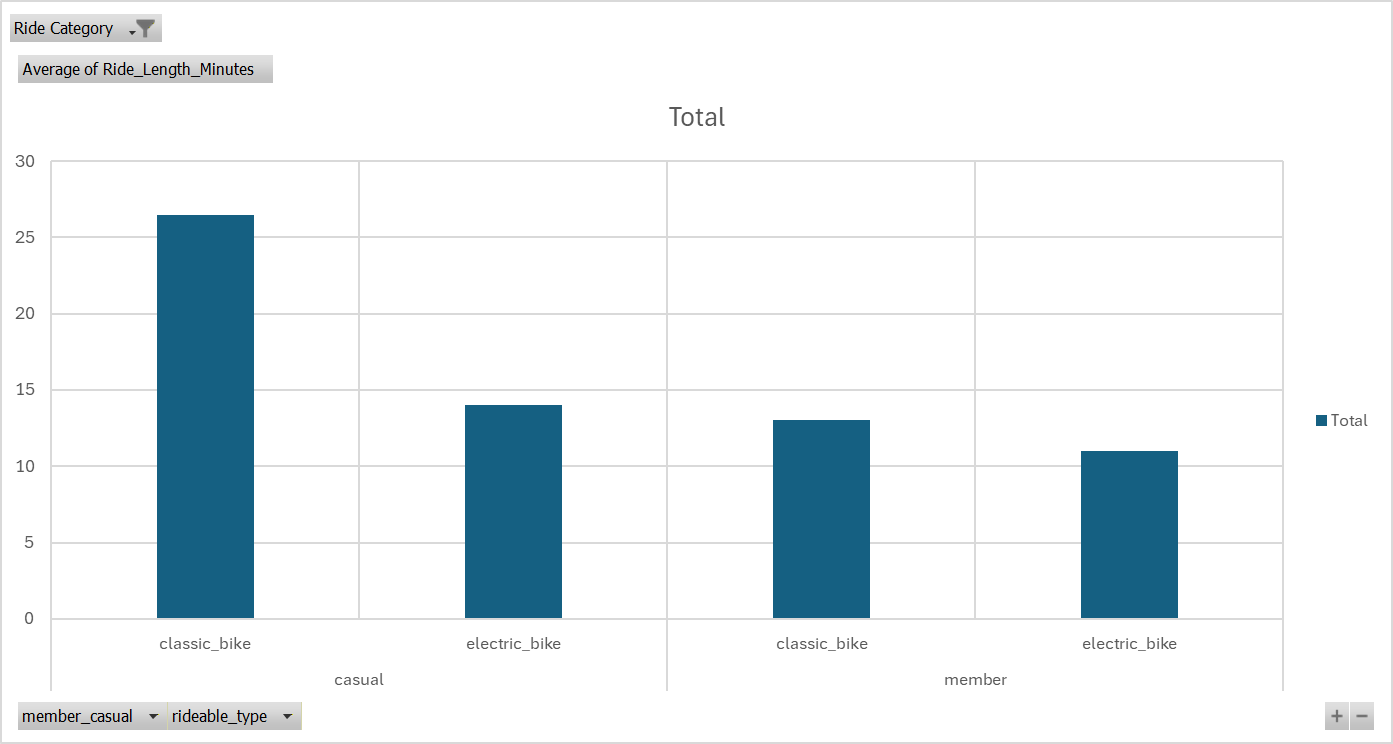 Ride Category
Average of Ride_Length_Minutes
Total
30
25
20
15
10
5
0
Total
classic_bike electric_bike classic_bike electric_bike
casual member
member_casual rideable_type
+ −